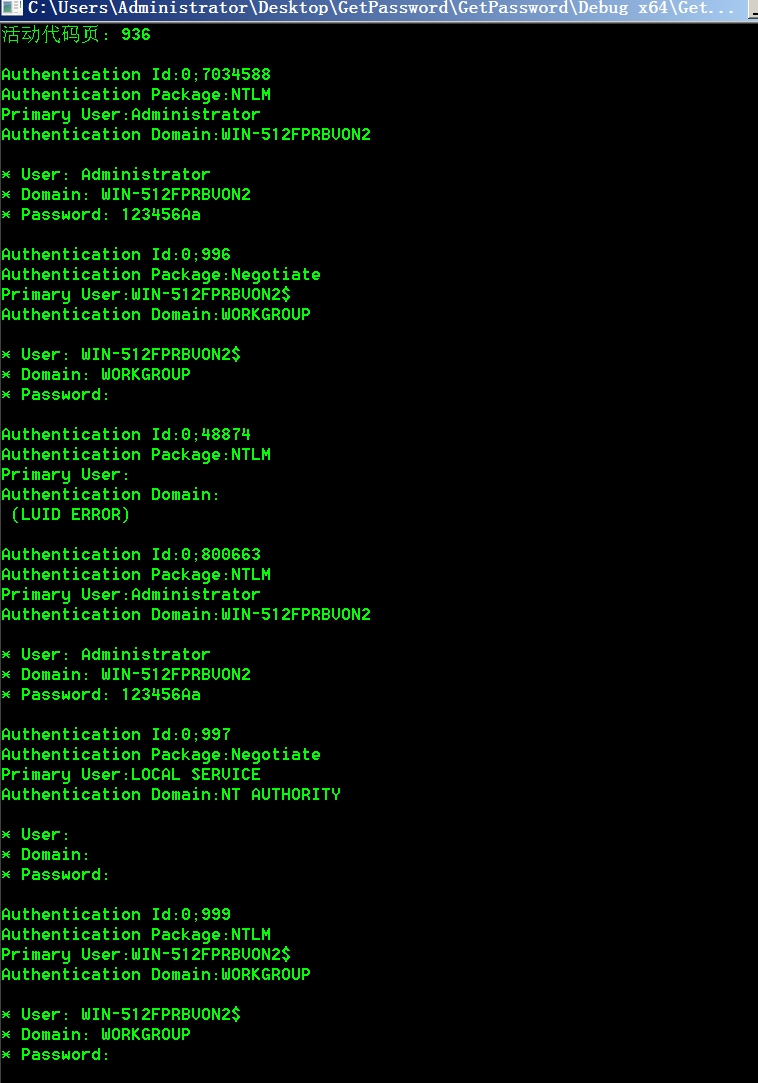 C:\Users\Administrator\Desktop\GetPassword\GetPassword\Debug x64\Get...
活动代码页: 936
Authentication Id:0;7034588
Authentication Package:NTLM
Primary User:Administrator
Authentication Domain:WIN-512FPRBVON2
* User: Administrator
* Domain: WIN-512FPRBVON2
* Password: 123456Aa
Authentication Id:0;996
Authentication Package:Negotiate
Primary User:WIN-512FPRBVON2$
Authentication Domain:WORKGROUP
* User: WIN-512FPRBVON2$
* Domain: WORKGROUP
* Password:
Authentication Id:0;48874
Authentication Package:NTLM
Primary User:
Authentication Domain:
(LUID ERROR)
Authentication Id:0;800663
Authentication Package:NTLM
Primary User:Administrator
Authentication Domain:WIN-512FPRBVON2
* User: Administrator
* Domain: WIN-512FPRBVON2
* Password: 123456Aa
Authentication Id:0;997
Authentication Package:Negotiate
Primary User:LOCAL SERVICE
Authentication Domain:NT AUTHORITY
* User:
* Domain:
* Password:
Authentication Id:0;999
Authentication Package:NTLM
Primary User:WIN-512FPRBVON2$
Authentication Domain:WORKGROUP
* User: WIN-512FPRBVON2$
* Domain: WORKGROUP
* Password: